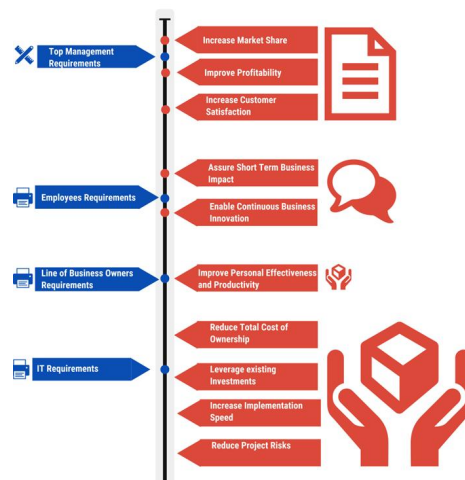 Top Management
Requirements
Increase Market Share
Improve Profitability
Increase Customer
Satisfaction
Employees Requirements
Assure Short Term Business
Impact
Enable Continuous Business
Innovation
Line of Business Owners
Requirements
Improve Personal Effectiveness
and Productivity
IT Requirements
Reduce Total Cost of
Ownership
Leverage existing
Investments
Increase Implementation
Speed
Reduce Project Risks